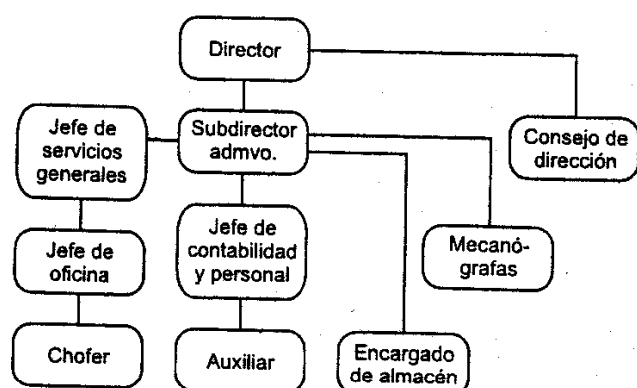 Director
Jefe de
servicios
generales
Subdirector
admvo.
Consejo de
dirección
Jefe de
oficina
Jefe de
contabilidad
y personal
Mecanó-
grafas
Chofer
Auxiliar
Encargado
de almacén